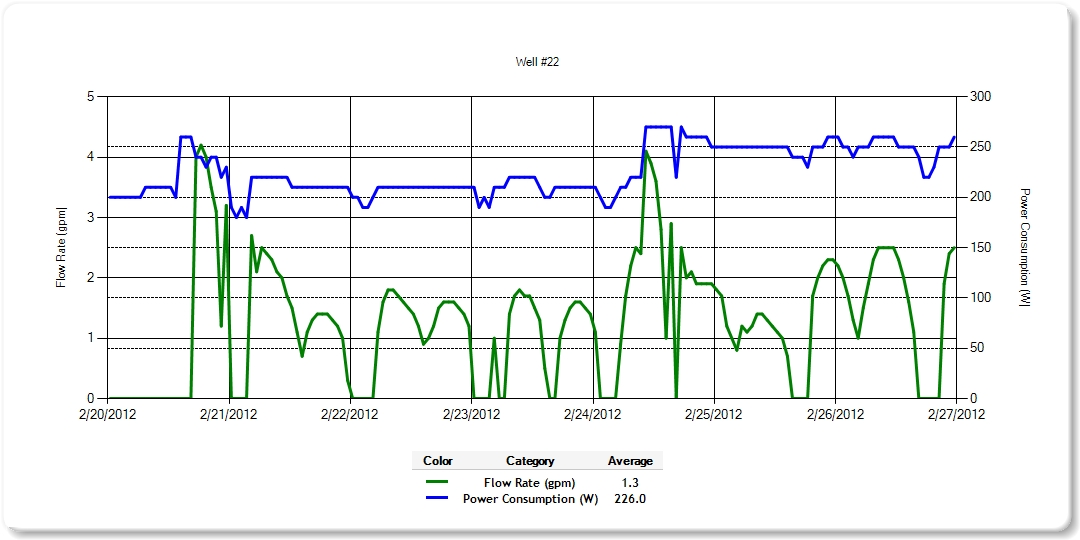 Well #22
5
4
3
2
1
0
Flow Rate (gpm)
300
250
200
150
100
50
0
Power Consumption (W)
2/20/2012 2/21/2012 2/22/2012 2/23/2012 2/24/2012 2/25/2012 2/26/2012 2/27/2012
Color Category Average
Flow Rate (gpm) 1.3
Power Consumption (W) 226.0